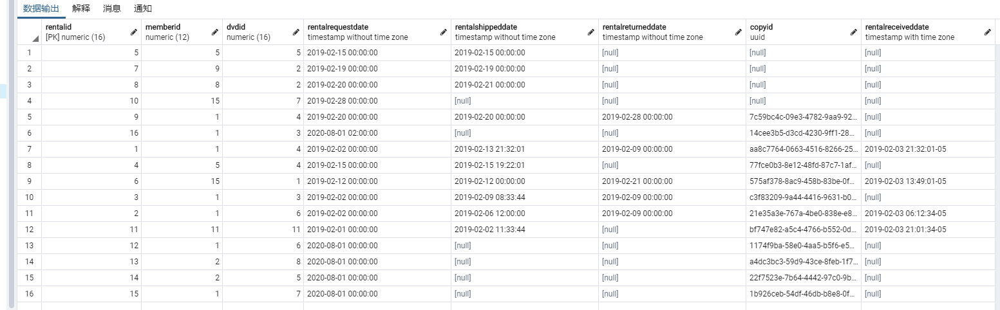 数据输出 解释 消息 通知
rentalid memberid dvdid rentalrequestdate rentalshippeddate rentalreturneddate copyid rentalreceiveddate
[PK] numeric (16) numeric (12) numeric (16) timestamp without time zone timestamp without time zone timestamp without time zone uuid timestamp with time zone
1 5 5 5 2019-02-15 00:00:00 2019-02-15 00:00:00 [null] [null] [null]
2 7 9 2 2019-02-19 00:00:00 2019-02-19 00:00:00 [null] [null] [null]
3 8 8 2 2019-02-20 00:00:00 2019-02-21 00:00:00 [null] [null] [null]
4 10 15 7 2019-02-28 00:00:00 [null] [null] [null] [null]
5 9 1 4 2019-02-20 00:00:00 2019-02-20 00:00:00 2019-02-28 00:00:00 7c59bc4c-09e3-4782-9aa9-92... [null]
6 16 1 3 2020-08-01 02:00:00 [null] [null] 14cee3b5-d3cd-4230-9ff1-28... [null]
7 1 1 4 2019-02-02 00:00:00 2019-02-13 21:32:01 2019-02-09 00:00:00 aa8c7764-0663-4516-8266-25... 2019-02-03 21:32:01-05
8 4 5 4 2019-02-15 00:00:00 2019-02-15 19:22:01 [null] 77fce0b3-8e12-48fd-87c7-1af... [null]
9 6 15 1 2019-02-12 00:00:00 2019-02-12 00:00:00 2019-02-21 00:00:00 575af378-8ac9-458b-83be-0f... 2019-02-03 13:49:01-05
10 3 1 3 2019-02-02 00:00:00 2019-02-09 08:33:44 2019-02-09 00:00:00 c3f83209-9a44-4416-9631-b0... [null]
11 2 1 6 2019-02-02 00:00:00 2019-02-06 12:00:00 2019-02-09 00:00:00 21e35a3e-767a-4be0-838e-e8... 2019-02-03 06:12:34-05
12 11 11 11 2019-02-01 00:00:00 2019-02-02 11:33:44 [null] bf747e82-a5c4-4766-b552-0d... 2019-02-03 21:01:34-05
13 12 1 6 2020-08-01 00:00:00 [null] [null] 1174f9ba-58e0-4aa5-b5f6-e5... [null]
14 13 2 8 2020-08-01 00:00:00 [null] [null] a4dc3bc3-59d9-43ce-8feb-1f7... [null]
15 14 2 5 2020-08-01 00:00:00 [null] [null] 22f7523e-7b64-4442-97c0-9b... [null]
16 15 1 7 2020-08-01 00:00:00 [null] [null] 1b926ceb-54df-46db-b8e8-0f... [null]